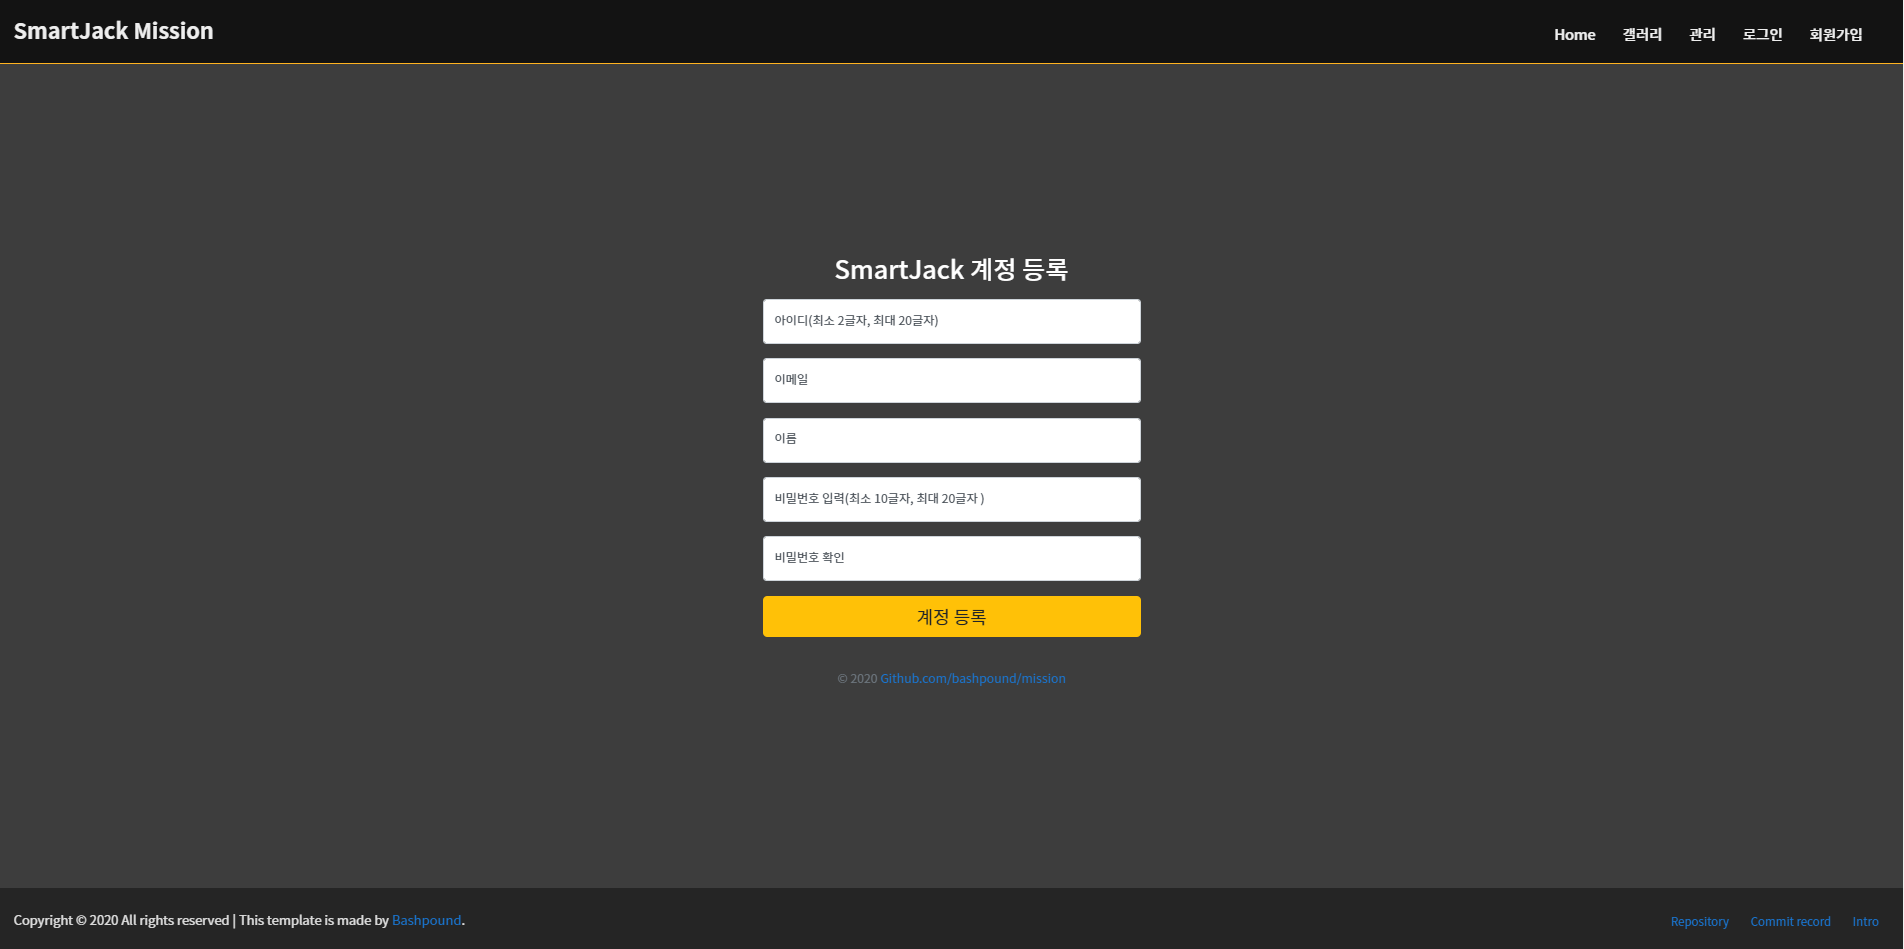 SmartJack Mission
Home 갤러리 관리 로그인 회원가입
SmartJack 계정 등록
아이디(최소 2글자, 최대 20글자)
이메일
이름
비밀번호 입력(최소 10글자, 최대 20글자 )
비밀번호 확인
계정 등록
© 2020 Github.com/bashpound/mission
Copyright © 2020 All rights reserved | This template is made by Bashpound.
Repository Commit record Intro